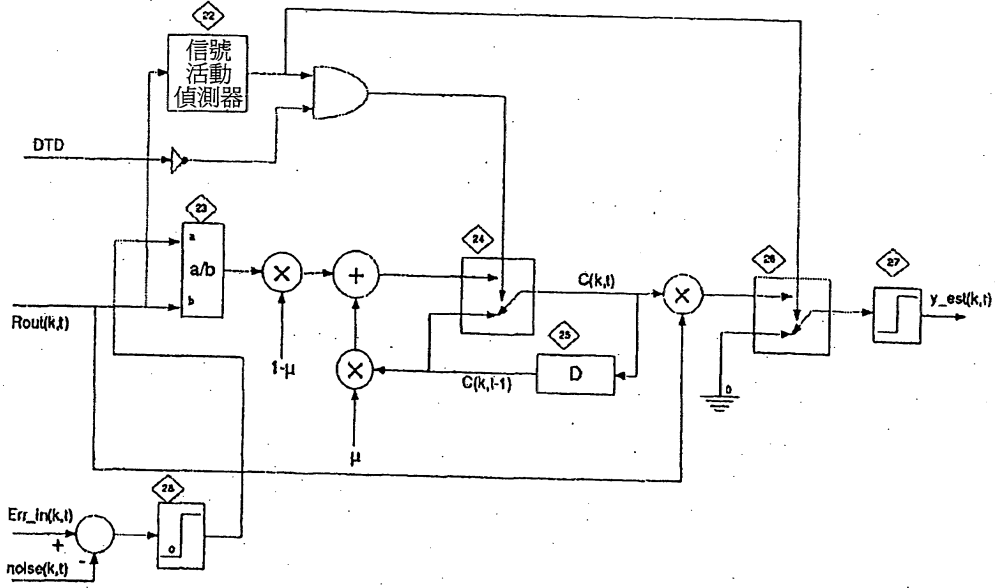 22
信號
活動
偵測器
DTD
23
a
a/b
b
Rout(k,t)
×
+
1-μ
×
μ
24
C(k,t)
25
D
C(k,t-1)
×
26
0
27
y_est(k,t)
28
0
Err_in(k,t)
+
-
noise(k,t)